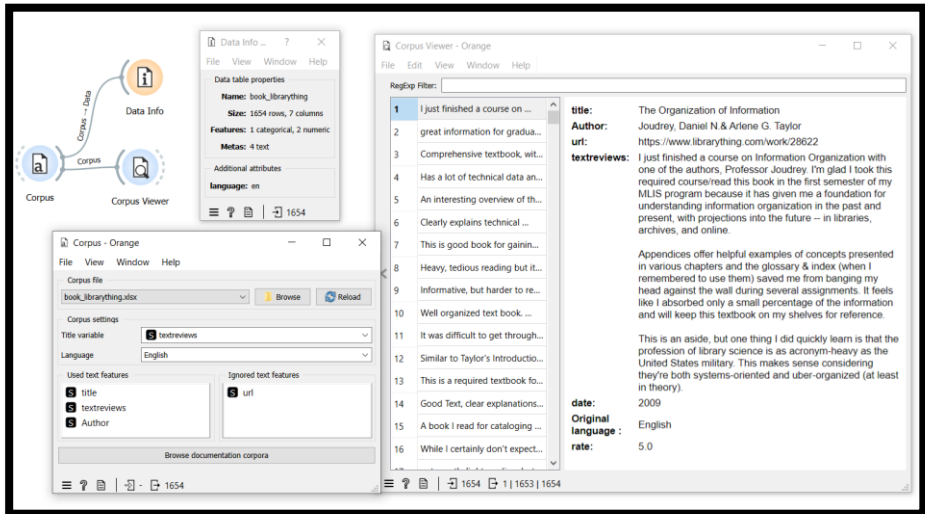 Corpus → Data
Data Info
Corpus
Corpus
Corpus Viewer
Data Info ... ? ×
File View Window Help
Data table properties
Name: book_librarything
Size: 1654 rows, 7 columns
Features: 1 categorical, 2 numeric
Metas: 4 text
Additional attributes
language: en
1654
Corpus - Orange
File View Window Help
Corpus file
book_librarything.xlsx Browse Reload
Corpus settings
Title variable S textreviews
Language English
Used text features Ignored text features
S title S url
S textreviews
S Author
Browse documentation corpora
- 1654
Corpus Viewer - Orange
File Edit View Window Help
RegExp Filter:
1 I just finished a course on ...
2 great information for gradua...
3 Comprehensive textbook, wit...
4 Has a lot of technical data an...
5 An interesting overview of th...
6 Clearly explains technical ...
7 This is good book for gainin...
8 Heavy, tedious reading but it...
9 Informative, but harder to re...
10 Well organized text book. ...
11 It was difficult to get through...
12 Similar to Taylor's Introductio...
13 This is a required textbook fo...
14 Good Text, clear explanations...
15 A book I read for cataloging ...
16 While I certainly don't expect...
title: The Organization of Information
Author: Joudrey, Daniel N.& Arlene G. Taylor
url: https://www.librarything.com/work/28622
textreviews: I just finished a course on Information Organization with
one of the authors, Professor Joudrey. I'm glad I took this
required course/read this book in the first semester of my
MLIS program because it has given me a foundation for
understanding information organization in the past and
present, with projections into the future -- in libraries,
archives, and online.
Appendices offer helpful examples of concepts presented
in various chapters and the glossary & index (when I
remembered to use them) saved me from banging my
head against the wall during several assignments. It feels
like I absorbed only a small percentage of the information
and will keep this textbook on my shelves for reference.
This is an aside, but one thing I did quickly learn is that the
profession of library science is as acronym-heavy as the
United States military. This makes sense considering
they're both systems-oriented and uber-organized (at least
in theory).
date: 2009
Original
language : English
rate: 5.0
1654 1 | 1653 | 1654